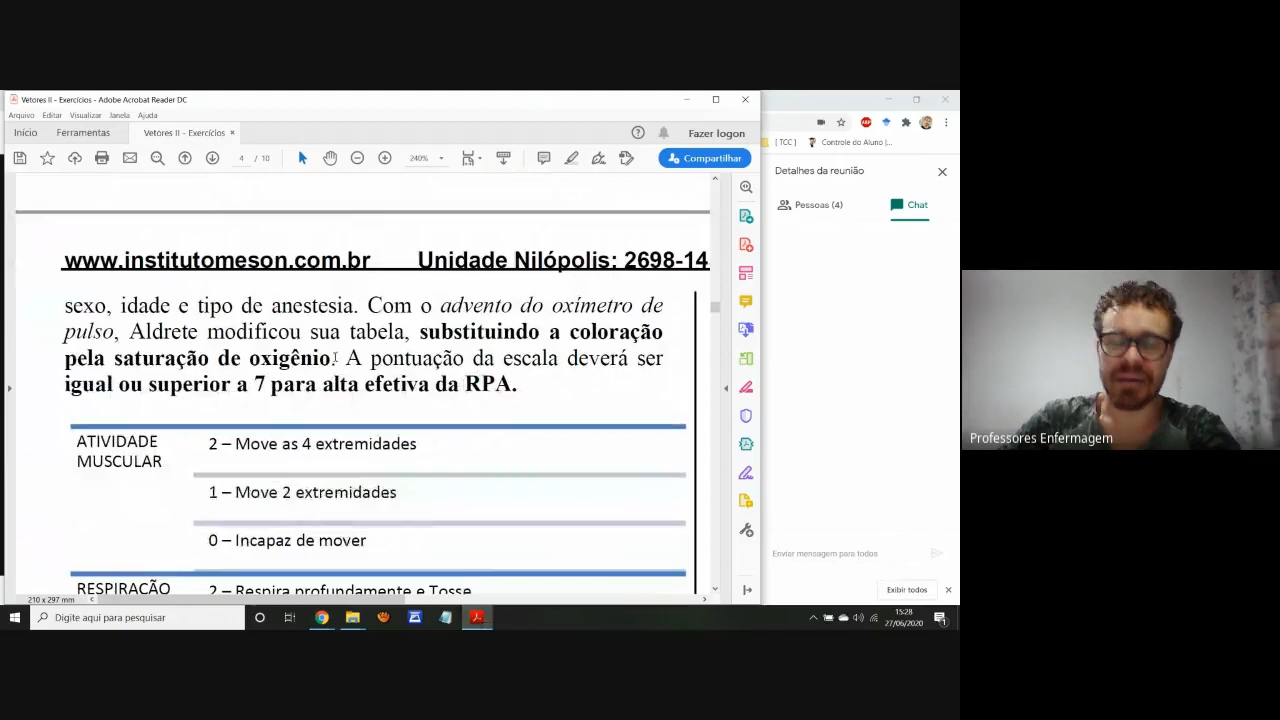 Vetores II - Exercícios - Adobe Acrobat Reader DC
Arquivo Editar Visualizar Janela Ajuda
Início Ferramentas Vetores II - Exercícios × Fazer logon
4 / 10 240% Compartilhar
www.institutomeson.com.br Unidade Nilópolis: 2698-14
sexo, idade e tipo de anestesia. Com o advento do oxímetro de
pulso, Aldrete modificou sua tabela, substituindo a coloração
pela saturação de oxigênio. A pontuação da escala deverá ser
igual ou superior a 7 para alta efetiva da RPA.
ATIVIDADE
MUSCULAR
2 – Move as 4 extremidades
1 – Move 2 extremidades
0 – Incapaz de mover
RESPIRAÇÃO 2 – Respira profundamente e Tosse
210 x 297 mm
ABP
[ TCC ] Controle do Aluno |...
Detalhes da reunião
Pessoas (4) Chat
Enviar mensagem para todos
Exibir todos
Digite aqui para pesquisar
15:28
27/06/2020
1
Professores Enfermagem